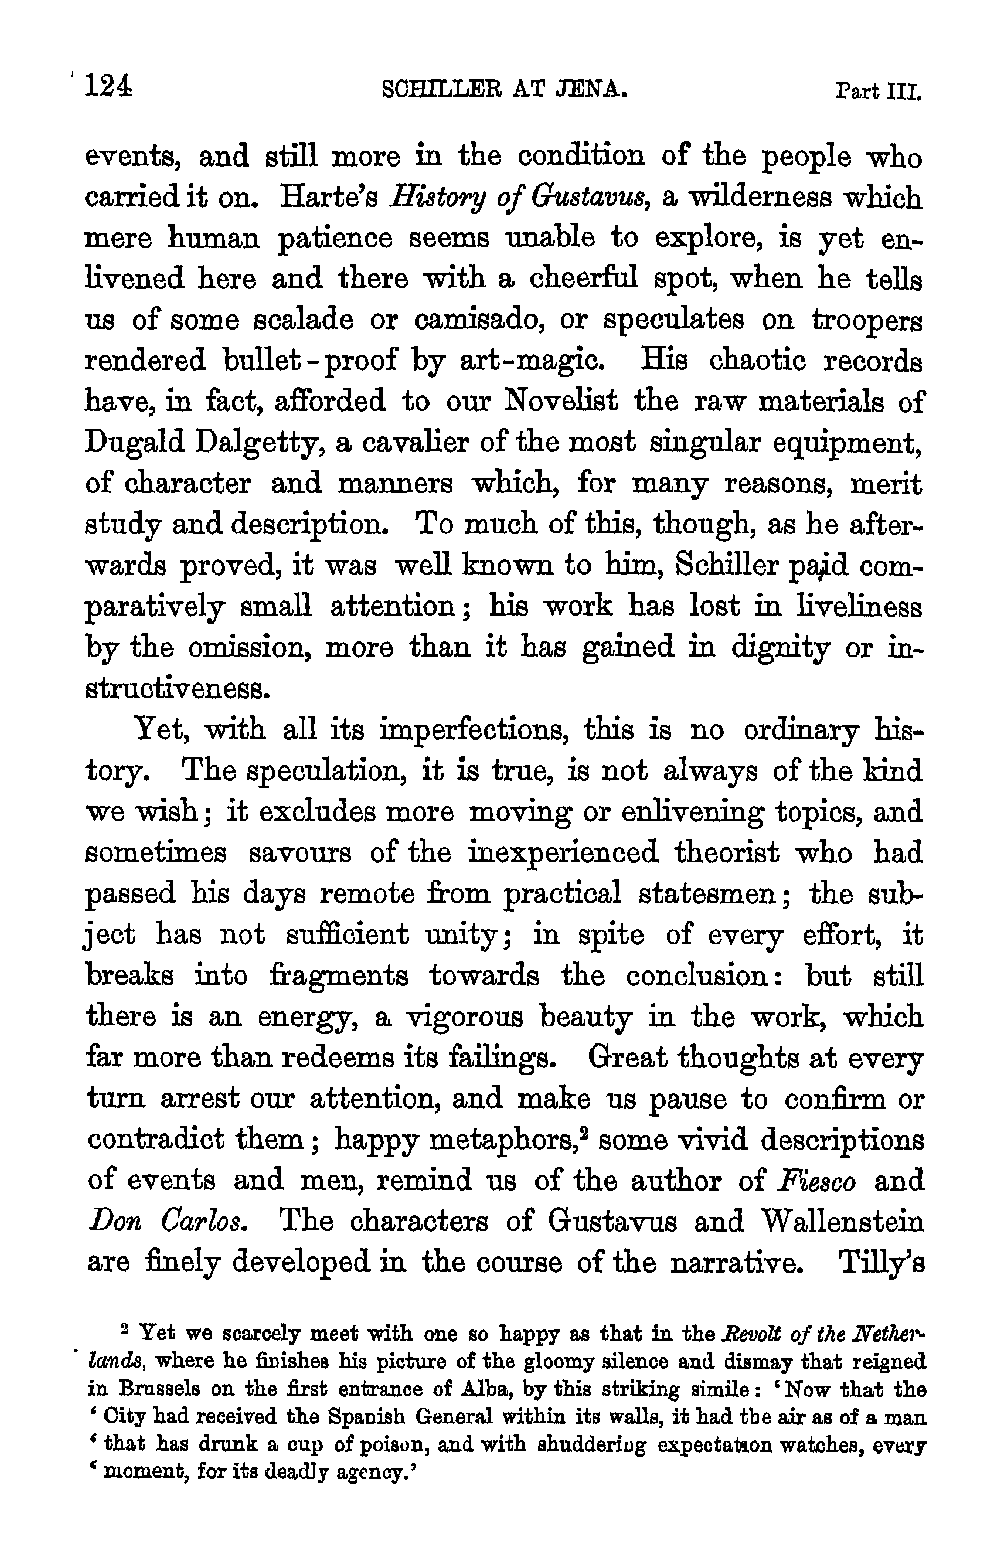 124 SCHILLER AT JENA. Part III.
events, and still more in the condition of the people who
carried it on. Harte's History of Gustavus, a wilderness which
mere human patience seems unable to explore, is yet en-
livened here and there with a cheerful spot, when he tells
us of some scalade or camisado, or speculates on troopers
rendered bullet-proof by art-magic. His chaotic records
have, in fact, afforded to our Novelist the raw materials of
Dugald Dalgetty, a cavalier of the most singular equipment,
of character and manners which, for many reasons, merit
study and description. To much of this, though, as he after-
wards proved, it was well known to him, Schiller paid com-
paratively small attention; his work has lost in liveliness
by the omission, more than it has gained in dignity or in-
structiveness.
Yet, with all its imperfections, this is no ordinary his-
tory. The speculation, it is true, is not always of the kind
we wish; it excludes more moving or enlivening topics, and
sometimes savours of the inexperienced theorist who had
passed his days remote from practical statesmen; the sub-
ject has not sufficient unity; in spite of every effort, it
breaks into fragments towards the conclusion: but still
there is an energy, a vigorous beauty in the work, which
far more than redeems its failings. Great thoughts at every
turn arrest our attention, and make us pause to confirm or
contradict them; happy metaphors,² some vivid descriptions
of events and men, remind us of the author of Fiesco and
Don Carlos. The characters of Gustavus and Wallenstein
are finely developed in the course of the narrative. Tilly's
² Yet we scarcely meet with one so happy as that in the Revolt of the Nether-
lands, where he finishes his picture of the gloomy silence and dismay that reigned
in Brussels on the first entrance of Alba, by this striking simile: 'Now that the
'City had received the Spanish General within its walls, it had the air as of a man
'that has drunk a cup of poison, and with shuddering expectation watches, every
'moment, for its deadly agency.'